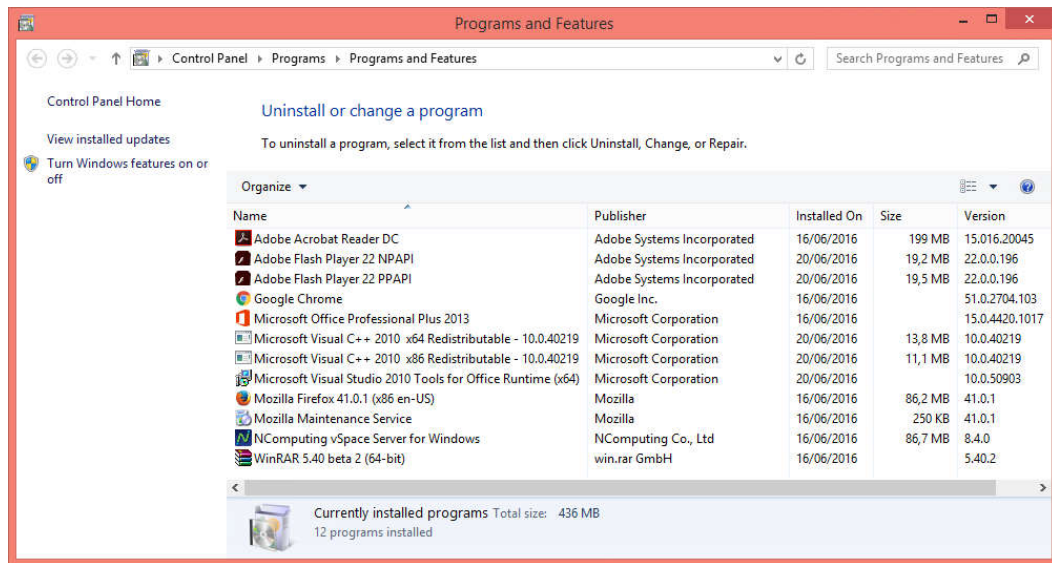 Programs and Features
Control Panel Programs Programs and Features Search Programs and Features
Control Panel Home
Uninstall or change a program
View installed updates
To uninstall a program, select it from the list and then click Uninstall, Change, or Repair.
Turn Windows features on or
off
Organize
Name Publisher Installed On Size Version
Adobe Acrobat Reader DC Adobe Systems Incorporated 16/06/2016 199 MB 15.016.20045
Adobe Flash Player 22 NPAPI Adobe Systems Incorporated 20/06/2016 19,2 MB 22.0.0.196
Adobe Flash Player 22 PPAPI Adobe Systems Incorporated 20/06/2016 19,5 MB 22.0.0.196
Google Chrome Google Inc. 16/06/2016 51.0.2704.103
Microsoft Office Professional Plus 2013 Microsoft Corporation 16/06/2016 15.0.4420.1017
Microsoft Visual C++ 2010 x64 Redistributable - 10.0.40219 Microsoft Corporation 20/06/2016 13,8 MB 10.0.40219
Microsoft Visual C++ 2010 x86 Redistributable - 10.0.40219 Microsoft Corporation 20/06/2016 11,1 MB 10.0.40219
Microsoft Visual Studio 2010 Tools for Office Runtime (x64) Microsoft Corporation 20/06/2016 10.0.50903
Mozilla Firefox 41.0.1 (x86 en-US) Mozilla 16/06/2016 86,2 MB 41.0.1
Mozilla Maintenance Service Mozilla 16/06/2016 250 KB 41.0.1
NComputing vSpace Server for Windows NComputing Co., Ltd 16/06/2016 86,7 MB 8.4.0
WinRAR 5.40 beta 2 (64-bit) win.rar GmbH 16/06/2016 5.40.2
Currently installed programs Total size: 436 MB
12 programs installed